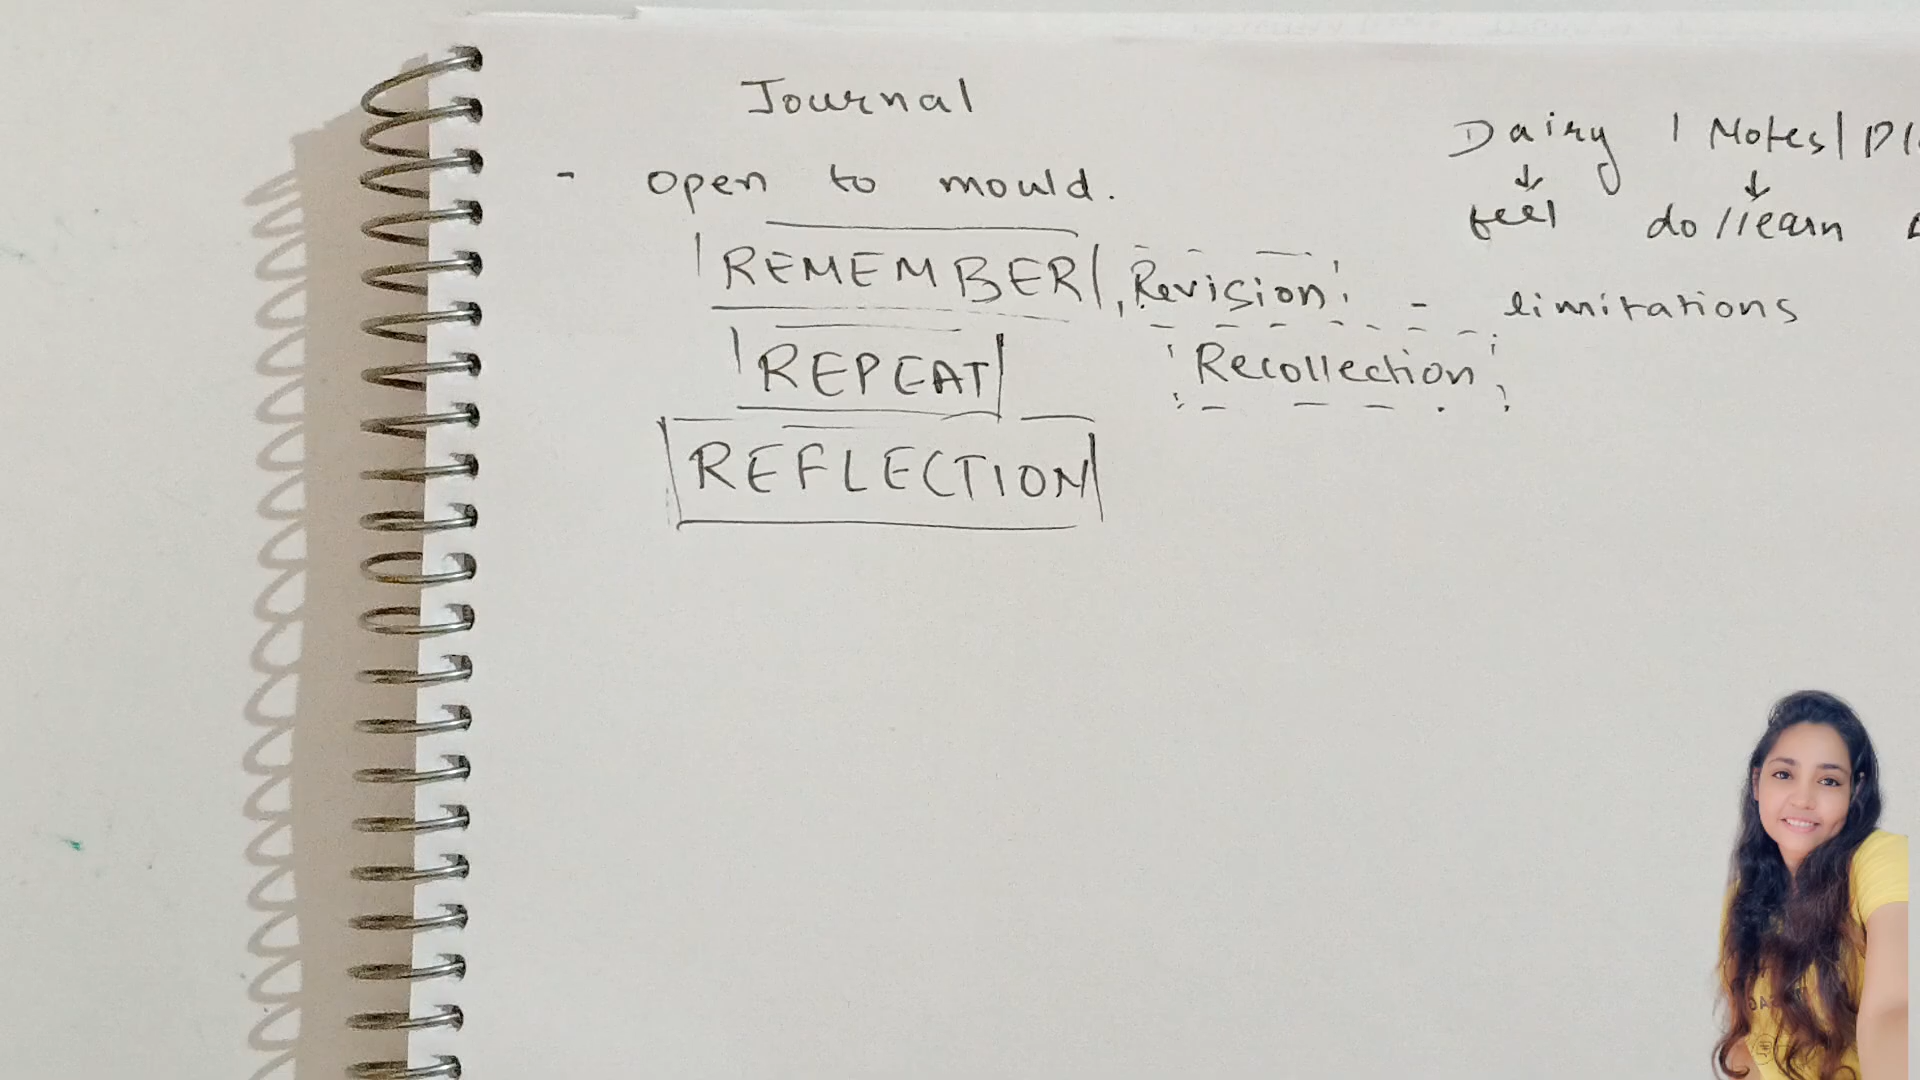 Journal
- open to mould.
REMEMBER
Revision
REPEAT
Recollection
REFLECTION
Dairy | Notes |
feel do / learn
- limitations